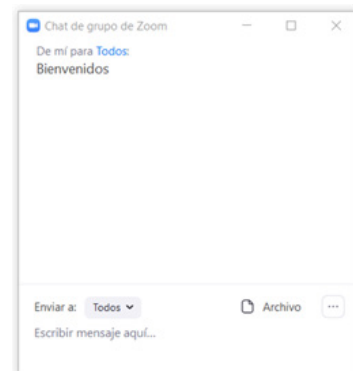 Chat de grupo de Zoom
De mí para Todos:
Bienvenidos
Enviar a: Todos Archivo ...
Escribir mensaje aquí...